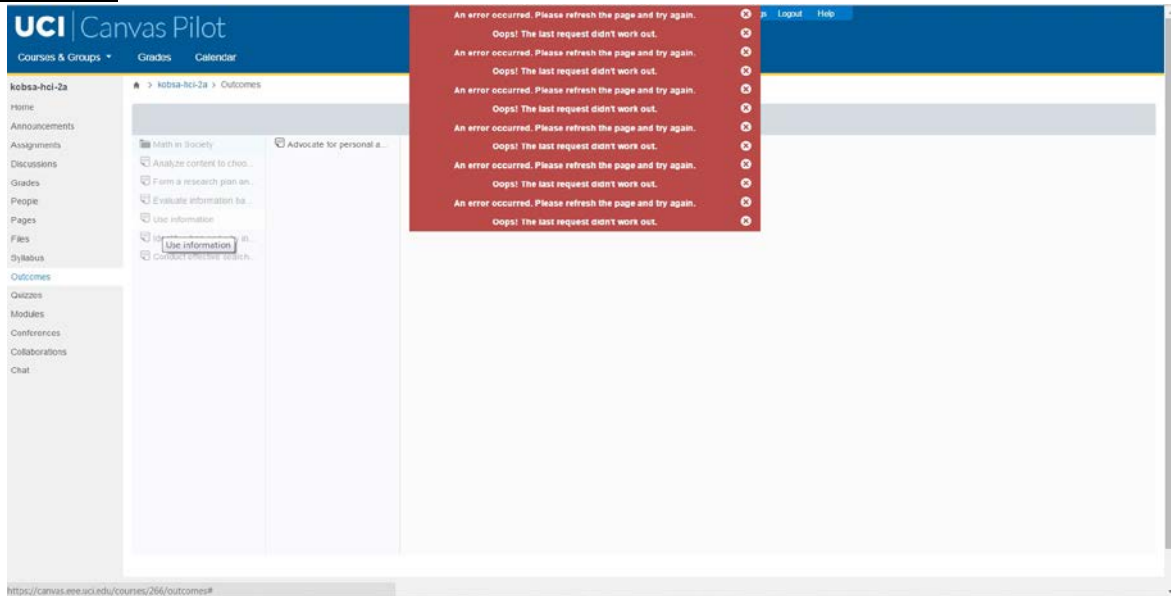 UCI | Canvas Pilot
Logout Help
Courses & Groups Grades Calendar
An error occurred. Please refresh the page and try again.
Oops! The last request didn't work out.
An error occurred. Please refresh the page and try again.
Oops! The last request didn't work out.
An error occurred. Please refresh the page and try again.
Oops! The last request didn't work out.
An error occurred. Please refresh the page and try again.
Oops! The last request didn't work out.
An error occurred. Please refresh the page and try again.
Oops! The last request didn't work out.
An error occurred. Please refresh the page and try again.
Oops! The last request didn't work out.
kobsa-hci-2a
Home
Announcements
Assignments
Discussions
Grades
People
Pages
Files
Syllabus
Outcomes
Quizzes
Modules
Conferences
Collaborations
Chat
> kobsa-hci-2a > Outcomes
Math in Society
Analyze content to choo...
Form a research plan an...
Evaluate information ba...
Use information
Use information
Conduct effective search...
Advocate for personal a...
https://canvas.eee.uci.edu/courses/266/outcomes#